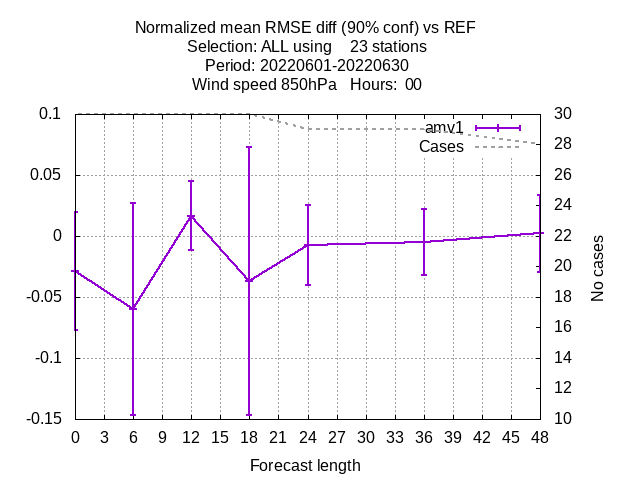 Normalized mean RMSE diff (90% conf) vs REF
Selection: ALL using    23 stations
Period: 20220601-20220630
Wind speed 850hPa   Hours:  00
0.1
0.05
0
-0.05
-0.1
-0.15
amv1
Cases
30
28
26
24
22
20
18
16
14
12
10
No cases
0 3 6 9 12 15 18 21 24 27 30 33 36 39 42 45 48
Forecast length